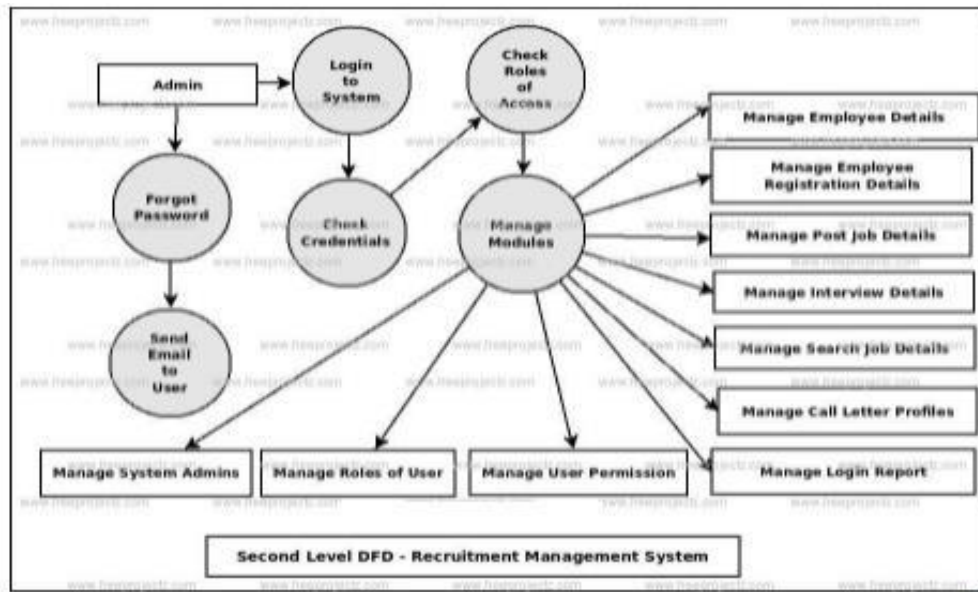 Admin
Login
to
System
Check
Roles
of
Access
Manage Employee Details
Manage Employee
Registration Details
Forgot
Password
Check
Credentials
Manage
Modules
Manage Post Job Details
Manage Interview Details
Send
Email
to
User
Manage Search Job Details
Manage Call Letter Profiles
Manage System Admins
Manage Roles of User
Manage User Permission
Manage Login Report
Second Level DFD - Recruitment Management System
www.freeprojectz.com